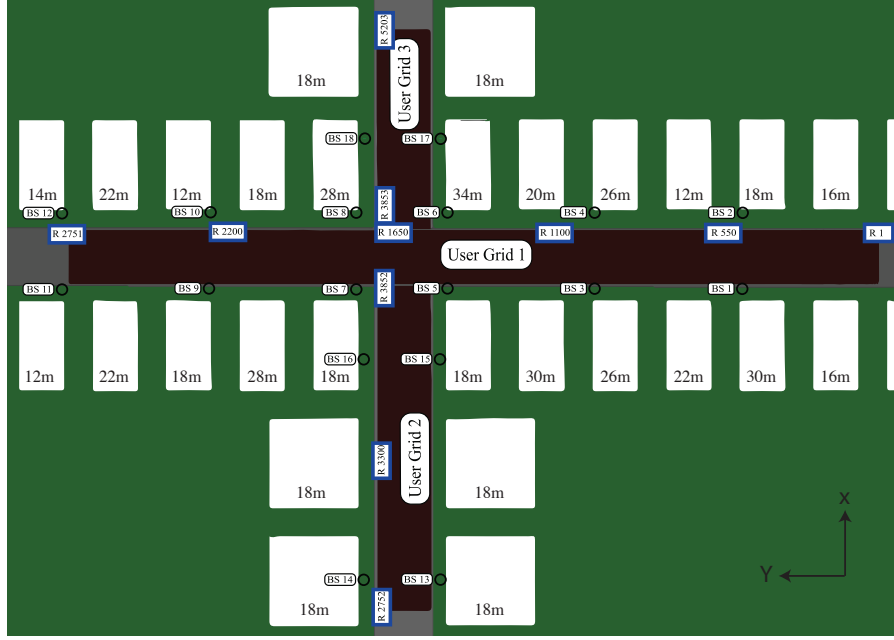 R 5203
User Grid 3
18m
18m
BS 18
BS 17
14m
22m
12m
18m
28m
R 3853
34m
20m
26m
12m
18m
16m
BS 12
BS 10
BS 8
BS 6
BS 4
BS 2
R 2751
R 2200
R 1650
R 1100
R 550
R 1
User Grid 1
BS 11
BS 9
BS 7
R 3852
BS 5
BS 3
BS 1
BS 16
BS 15
12m
22m
18m
28m
18m
18m
30m
26m
22m
30m
16m
User Grid 2
R 3300
18m
18m
X
Y
BS 14
BS 13
R 2752
18m
18m